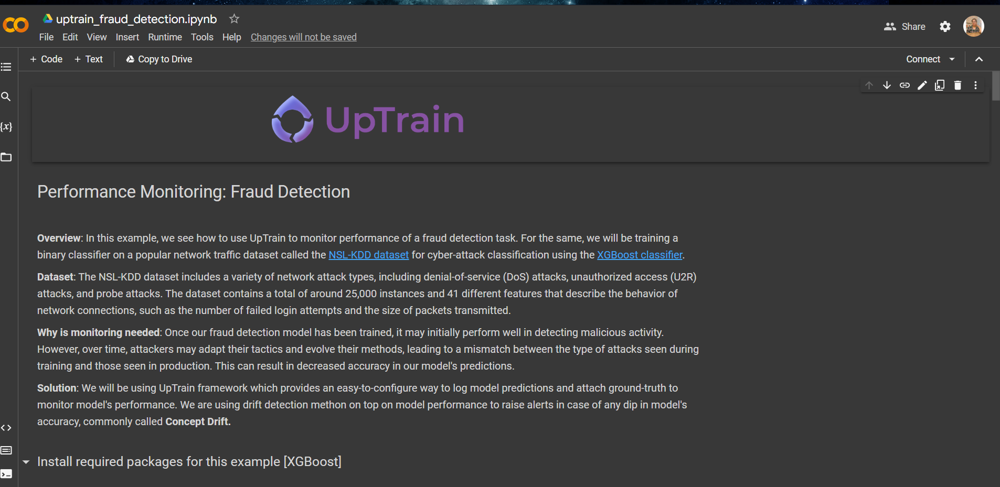 uptrain_fraud_detection.ipynb
File Edit View Insert Runtime Tools Help Changes will not be saved
Share
+ Code + Text Copy to Drive
Connect
{x}
UpTrain
Performance Monitoring: Fraud Detection
Overview: In this example, we see how to use UpTrain to monitor performance of a fraud detection task. For the same, we will be training a
binary classifier on a popular network traffic dataset called the NSL-KDD dataset for cyber-attack classification using the XGBoost classifier.
Dataset: The NSL-KDD dataset includes a variety of network attack types, including denial-of-service (DoS) attacks, unauthorized access (U2R)
attacks, and probe attacks. The dataset contains a total of around 25,000 instances and 41 different features that describe the behavior of
network connections, such as the number of failed login attempts and the size of packets transmitted.
Why is monitoring needed: Once our fraud detection model has been trained, it may initially perform well in detecting malicious activity.
However, over time, attackers may adapt their tactics and evolve their methods, leading to a mismatch between the type of attacks seen during
training and those seen in production. This can result in decreased accuracy in our model's predictions.
Solution: We will be using UpTrain framework which provides an easy-to-configure way to log model predictions and attach ground-truth to
monitor model's performance. We are using drift detection methon on top on model performance to raise alerts in case of any dip in model's
accuracy, commonly called Concept Drift.
Install required packages for this example [XGBoost]